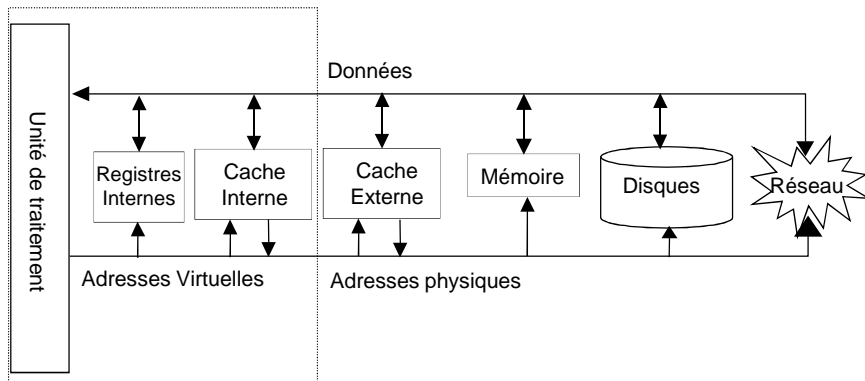 Données
Unité de traitement
Registres
Internes
Cache
Interne
Cache
Externe
Mémoire
Disques
Réseau
Adresses Virtuelles
Adresses physiques